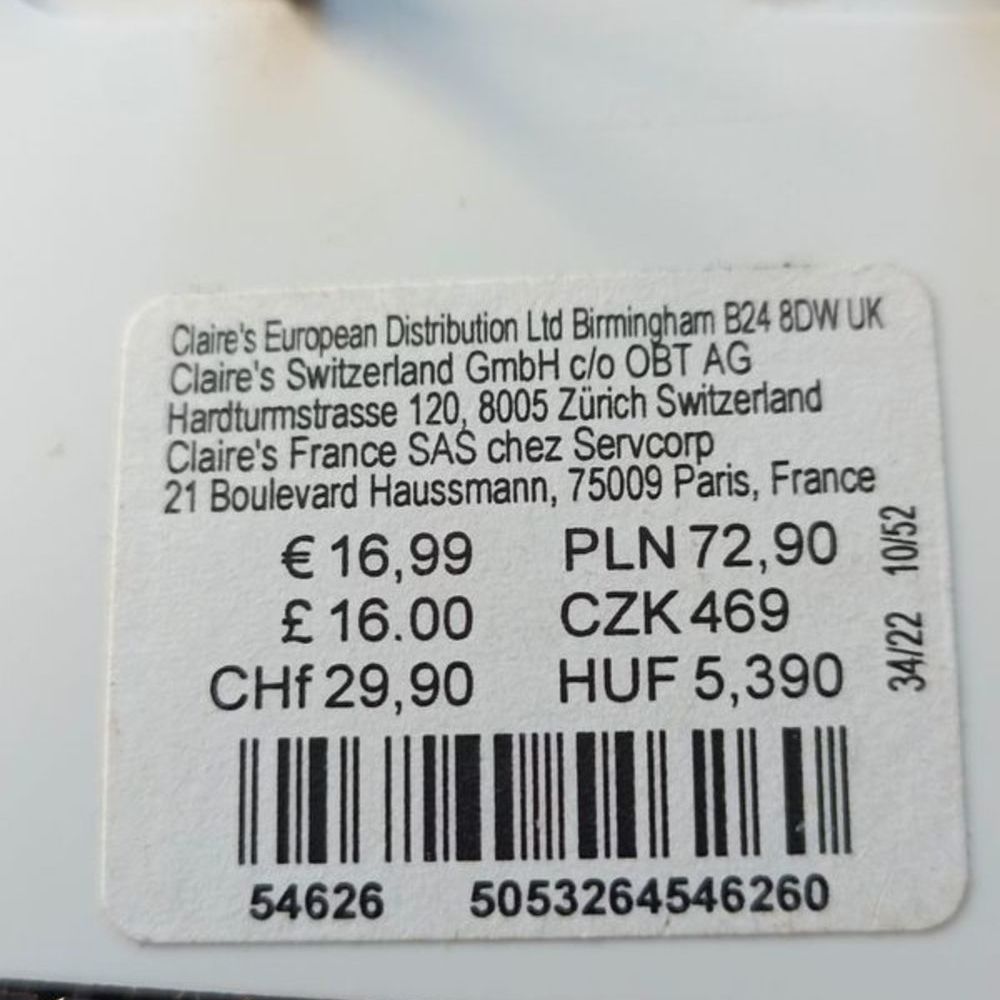 Claire's European Distribution Ltd Birmingham B24 8DW UK
Claire's Switzerland GmbH c/o OBT AG
Hardturmstrasse 120, 8005 Zürich Switzerland
Claire's France SAS chez Servcorp
21 Boulevard Haussmann, 75009 Paris, France
€ 16,99 PLN 72,90
£ 16.00 CZK 469
CHf 29,90 HUF 5,390
34/22 10/52
54626 5053264546260